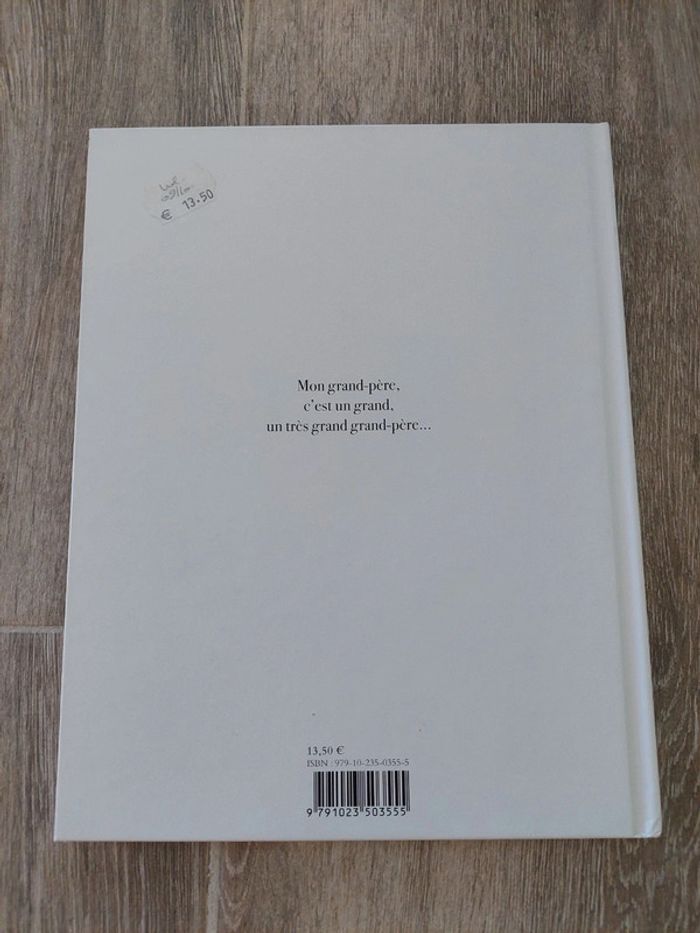 € 13.50
Mon grand-père,
c'est un grand,
un très grand grand-père...
13,50 €
ISBN : 979-10-235-0355-5
9 791023 503555